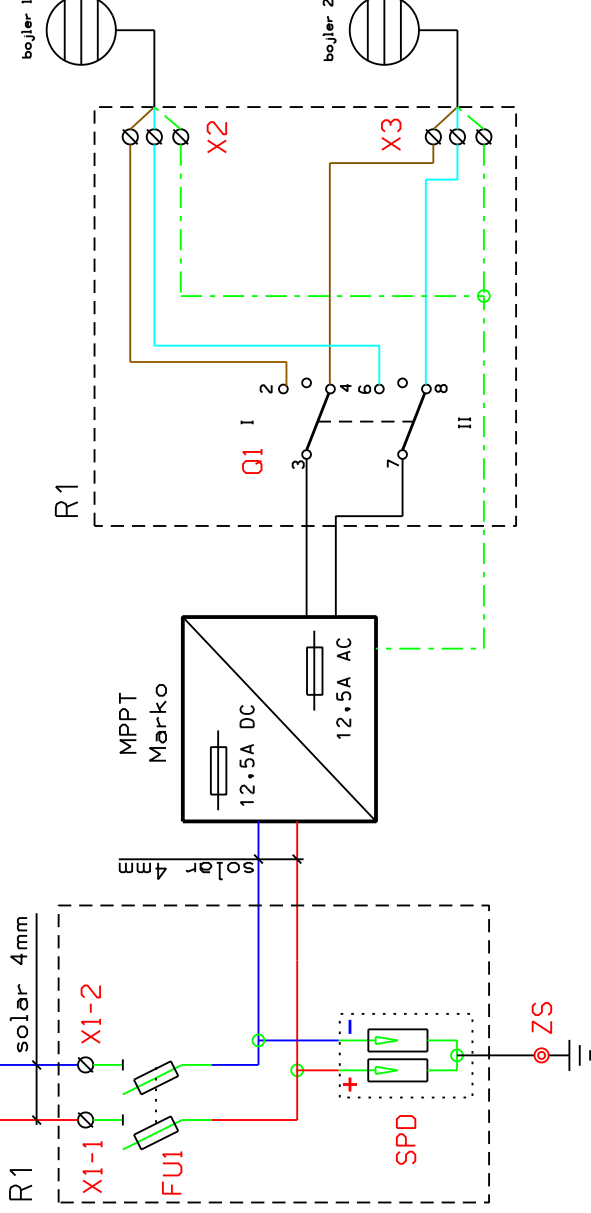 bojler 1
bojler 2
X2
X3
2
4
6
8
I
II
Q1
3
7
R1
MPPT
Marko
12.5A DC
12.5A AC
solar 4mm
solar 4mm
X1-2
X1-1
R1
FU1
-
+
SPD
ZS